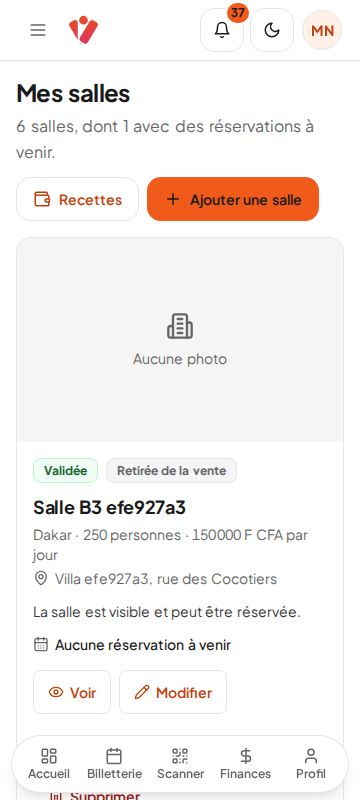 37
MN
Mes salles
6 salles, dont 1 avec des réservations à
venir.
Recettes
Ajouter une salle
Aucune photo
Validée
Retirée de la vente
Salle B3 efe927a3
Dakar · 250 personnes · 150000 F CFA par
jour
Villa efe927a3, rue des Cocotiers
La salle est visible et peut être réservée.
Aucune réservation à venir
Voir
Modifier
Accueil
Billetterie
Scanner
Finances
Profil
Supprimer